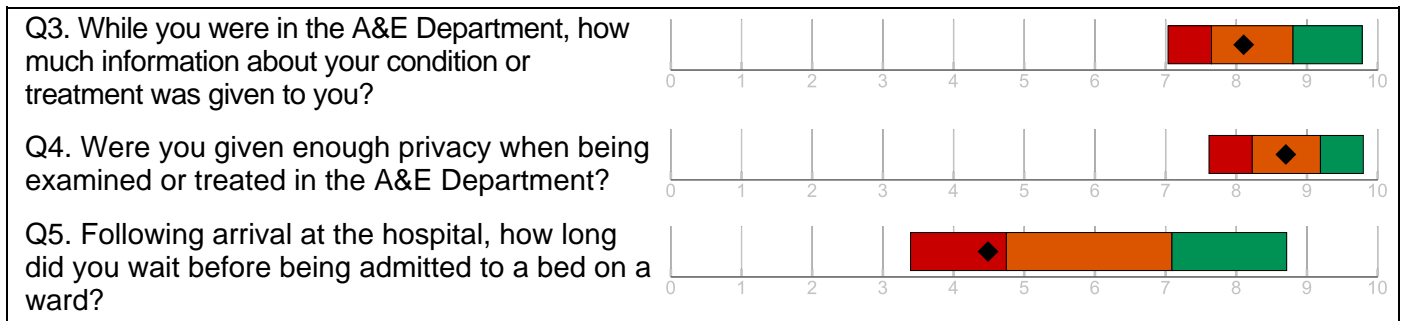 Q3. While you were in the A&E Department, how
much information about your condition or
treatment was given to you?
0 1 2 3 4 5 6 7 8 9 10
Q4. Were you given enough privacy when being
examined or treated in the A&E Department?
0 1 2 3 4 5 6 7 8 9 10
Q5. Following arrival at the hospital, how long
did you wait before being admitted to a bed on a
ward?
0 1 2 3 4 5 6 7 8 9 10